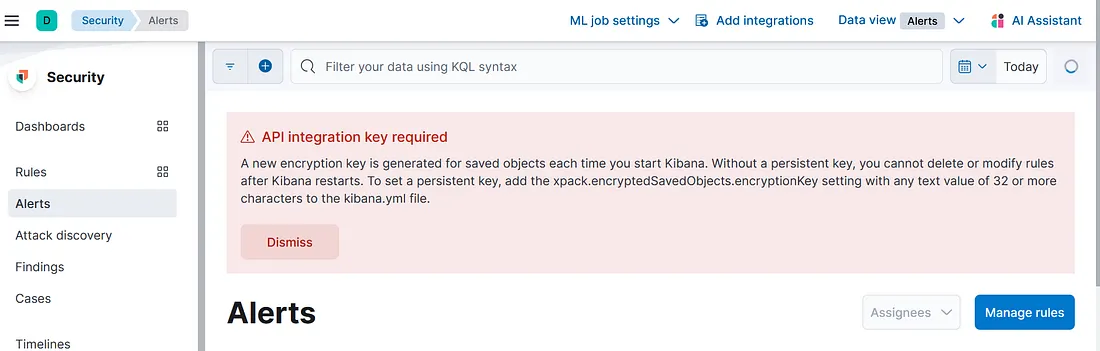 D Security Alerts ML job settings Add integrations Data view Alerts AI Assistant
Security
Dashboards
Rules
Alerts
Attack discovery
Findings
Cases
Timelines
Filter your data using KQL syntax Today
API integration key required
A new encryption key is generated for saved objects each time you start Kibana. Without a persistent key, you cannot delete or modify rules
after Kibana restarts. To set a persistent key, add the xpack.encryptedSavedObjects.encryptionKey setting with any text value of 32 or more
characters to the kibana.yml file.
Dismiss
Alerts Assignees Manage rules